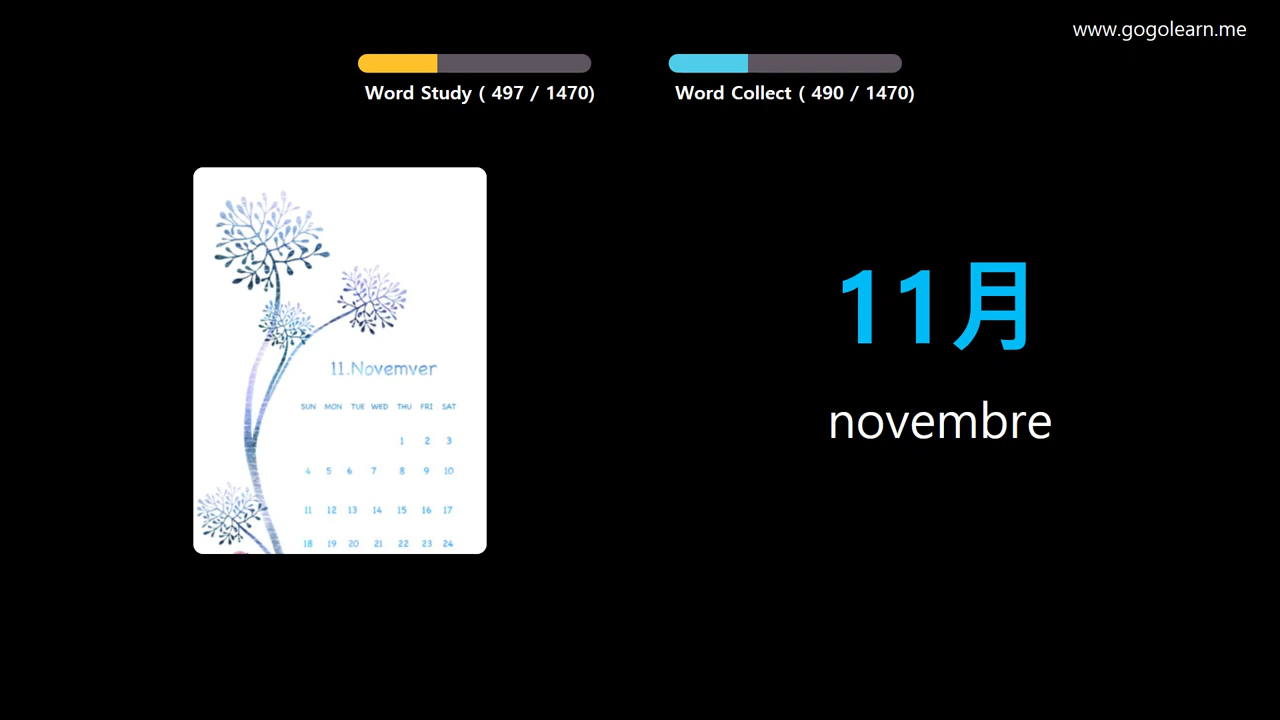 www.gogolearn.me
Word Study ( 497 / 1470)
Word Collect ( 490 / 1470)
11.Novemver
SUN MON TUE WED THU FRI SAT
1 2 3
4 5 6 7 8 9 10
11 12 13 14 15 16 17
18 19 20 21 22 23 24
11月
novembre